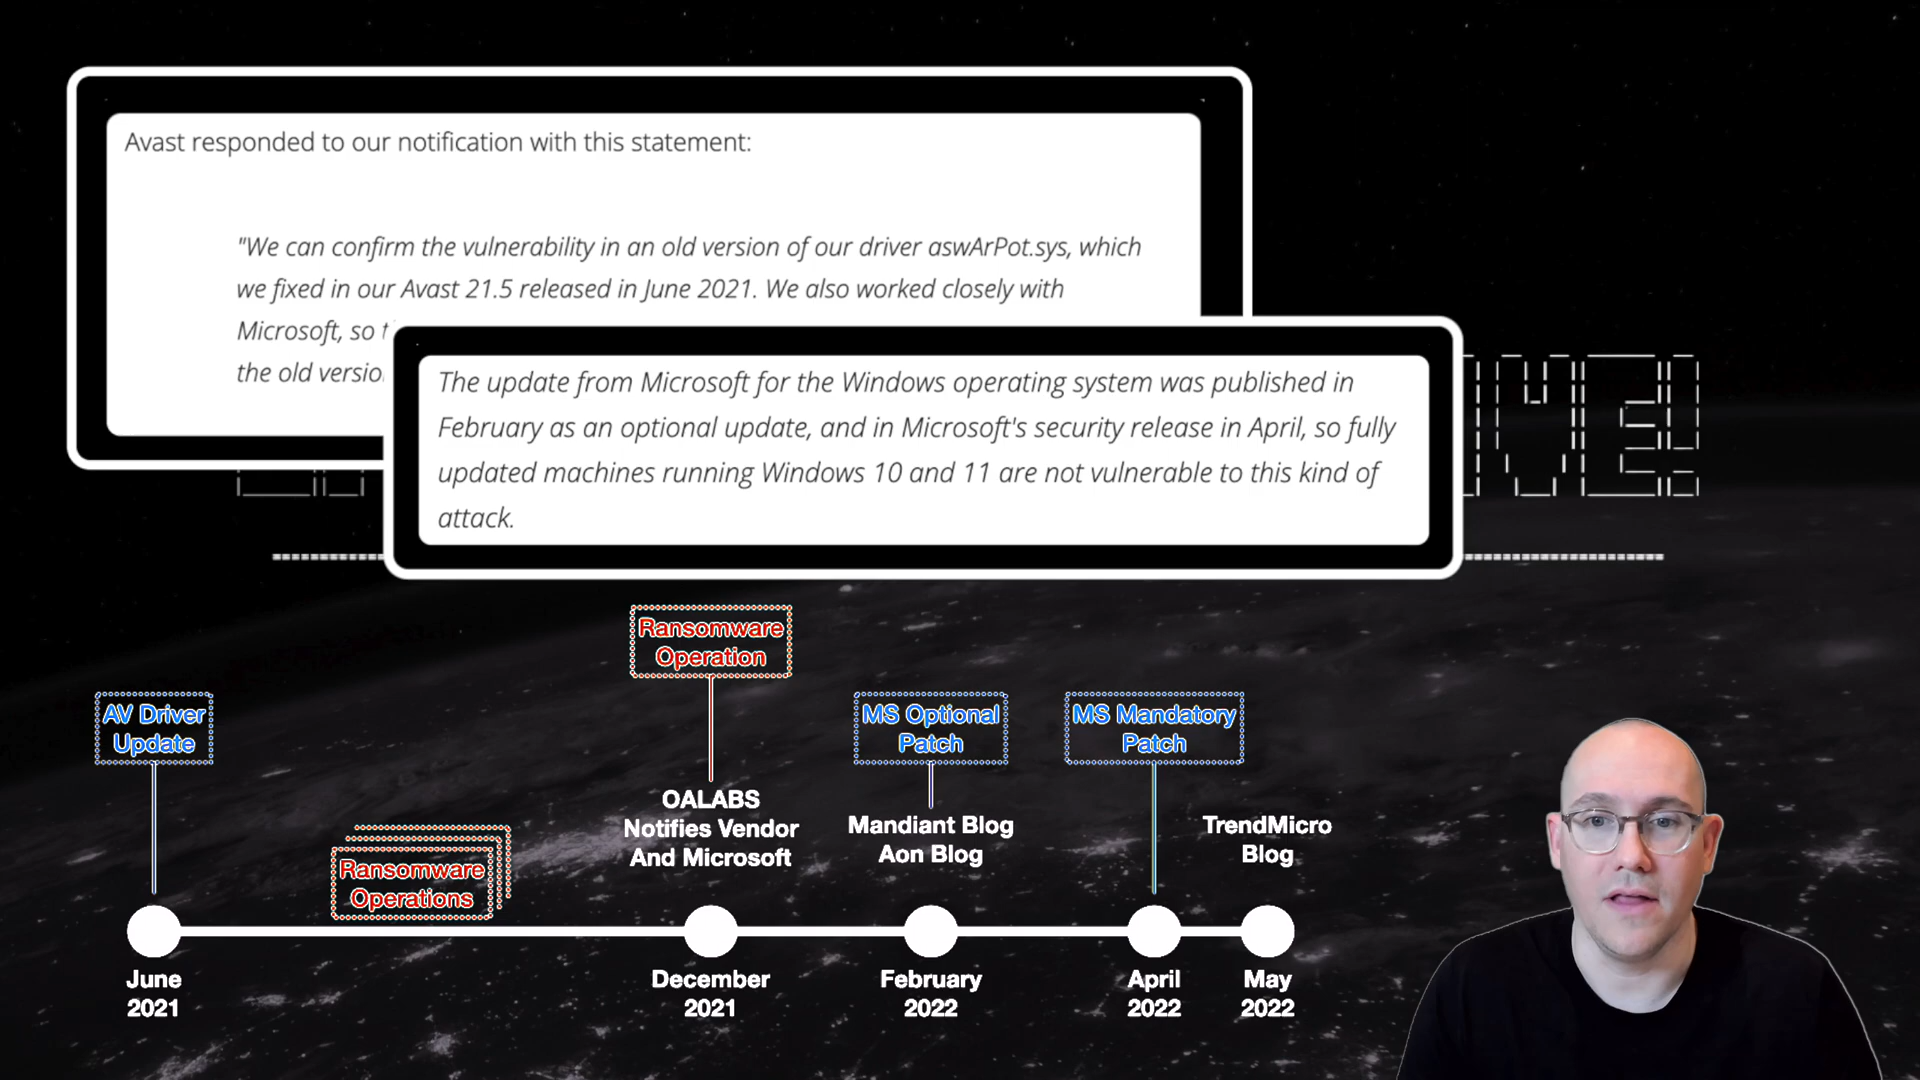 Avast responded to our notification with this statement:
"We can confirm the vulnerability in an old version of our driver aswArPot.sys, which
we fixed in our Avast 21.5 released in June 2021. We also worked closely with
Microsoft, so
the old
The update from Microsoft for the Windows operating system was published in
February as an optional update, and in Microsoft's security release in April, so fully
updated machines running Windows 10 and 11 are not vulnerable to this kind of
attack.
VE!
Ransomware
Operation
AV Driver
Update
MS Optional
Patch
MS Mandatory
Patch
OALABS
Notifies Vendor
And Microsoft
Mandiant Blog
Aon Blog
TrendMicro
Blog
Ransomware
Operations
June
2021
December
2021
February
2022
April
2022
May
2022